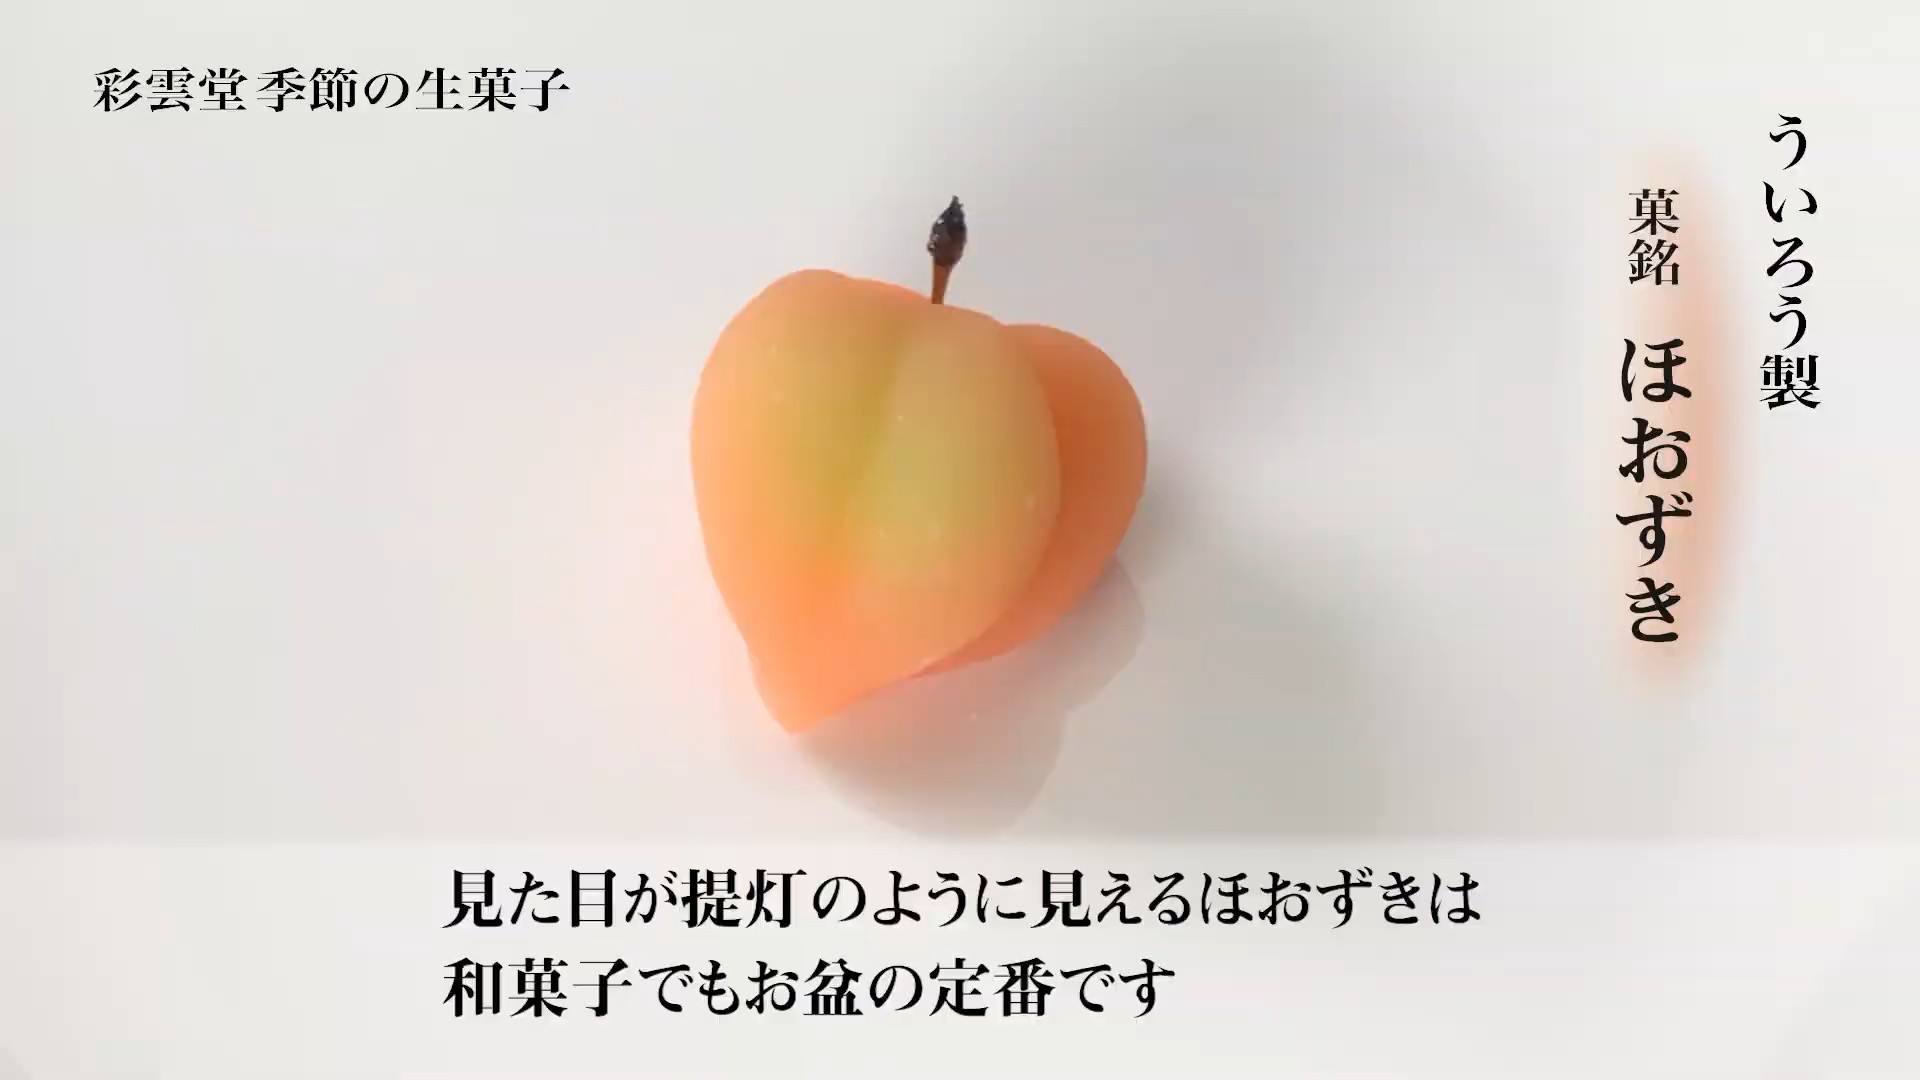 彩雲堂 季節の生菓子
ういろう製
菓銘 ほおずき
見た目が提灯のように見えるほおずきは
和菓子でもお盆の定番です